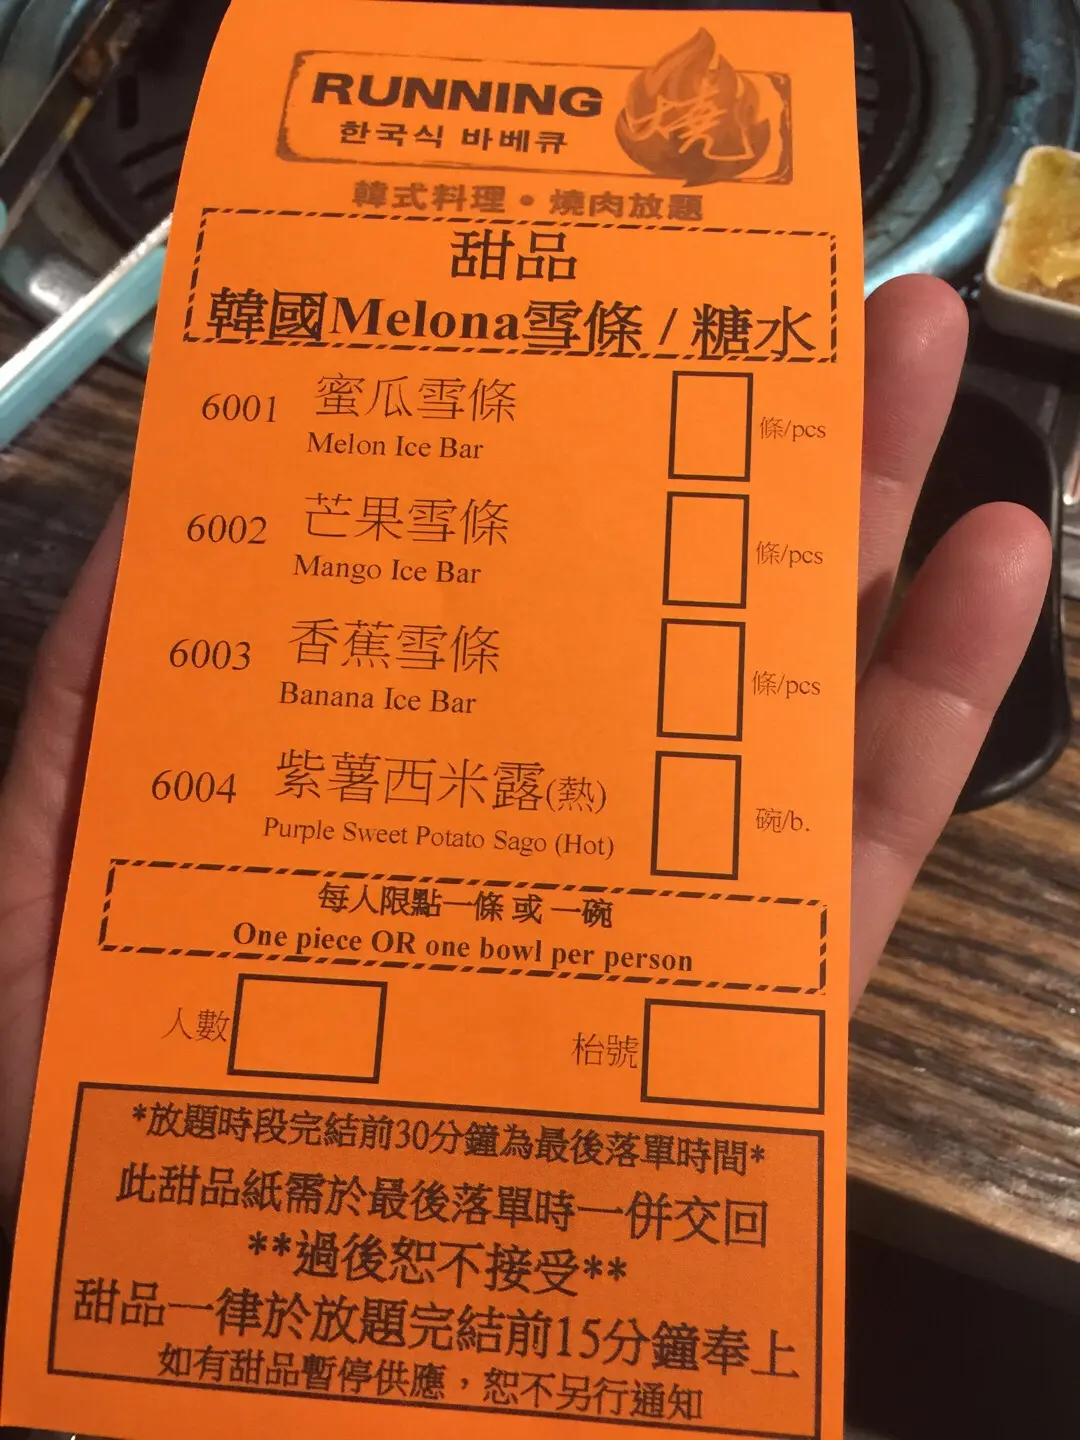 RUNNING
한국식 바베큐
燒
韓式料理•燒肉放題
甜品
韓國Melona雪條 / 糖水
6001 蜜瓜雪條 條/pcs
Melon Ice Bar
6002 芒果雪條 條/pcs
Mango Ice Bar
6003 香蕉雪條 條/pcs
Banana Ice Bar
6004 紫薯西米露(熱) 碗/b.
Purple Sweet Potato Sago (Hot)
每人限點一條 或 一碗
One piece OR one bowl per person
人數 枱號
*放題時段完結前30分鐘為最後落單時間*
此甜品紙需於最後落單時一併交回
**過後恕不接受**
甜品一律於放題完結前15分鐘奉上
如有甜品暫停供應，恕不另行通知